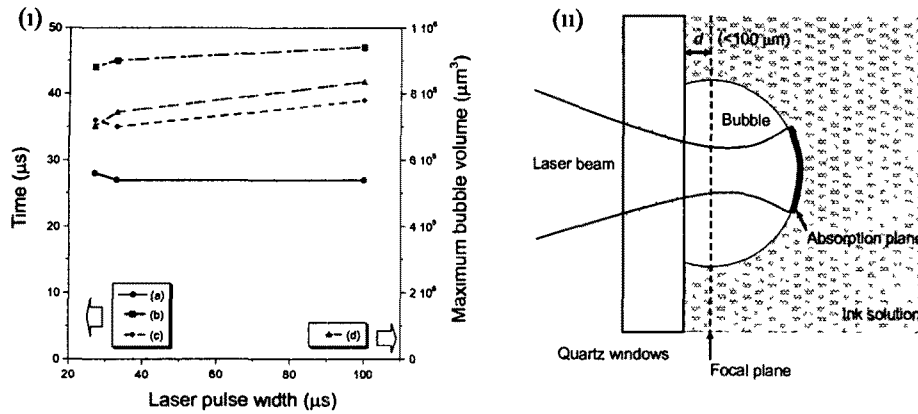 (i)
50
40
30
20
10
0
Time (µs)
20
40
60
80
100
Laser pulse width (µs)
1 10⁶
8 10⁵
6 10⁵
4 10⁵
2 10⁵
0
Maximum bubble volume (µm³)
(a)
(b)
(c)
(d)
(ii)
d (<100 µm)
Bubble
Laser beam
Absorption plane
Ink solution
Quartz windows
Focal plane